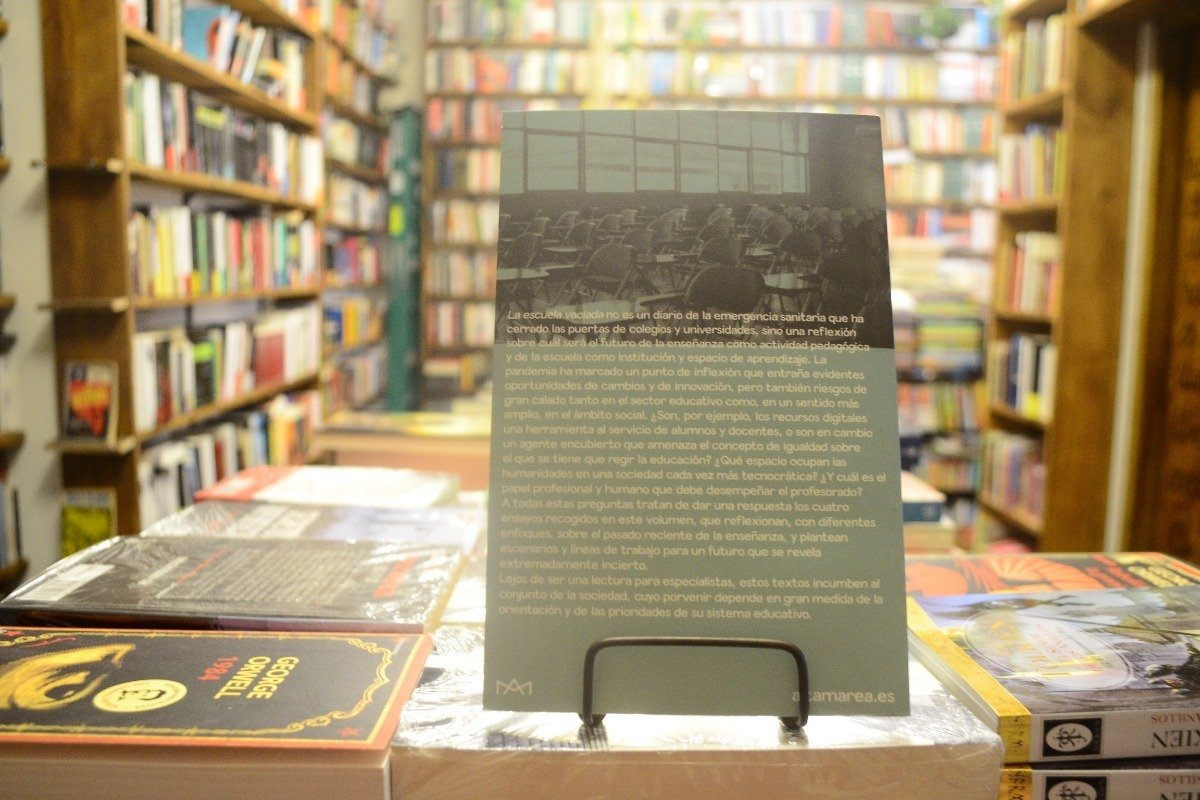 La escuela vaciada no es un diario de la emergencia sanitaria que ha
cerrado las puertas de colegios y universidades, sino una reflexión
sobre cuál será el futuro de la enseñanza como actividad pedagógica
y de la escuela como institución y espacio de aprendizaje. La
pandemia ha marcado un punto de inflexión que entraña evidentes
oportunidades de cambios y de innovación, pero también riesgos de
gran calado tanto en el sector educativo como, en un sentido más
amplio, en el ámbito social. ¿Son, por ejemplo, los recursos digitales
una herramienta al servicio de alumnos y docentes, o son en cambio
un agente encubierto que amenaza el concepto de igualdad sobre
el que se tiene que regir la educación? ¿Qué espacio ocupan las
humanidades en una sociedad cada vez más tecnocrática? ¿Y cuál es el
papel profesional y humano que debe desempeñar el profesorado?
A todas estas preguntas tratan de dar una respuesta los cuatro
ensayos recogidos en este volumen, que reflexionan, con diferentes
enfoques, sobre el pasado reciente de la enseñanza, y plantean
escenarios y líneas de trabajo para un futuro que se revela
extremadamente incierto.
Lejos de ser una lectura para especialistas, estos textos incumben al
conjunto de la sociedad, cuyo porvenir depende en gran medida de la
orientación y de las prioridades de su sistema educativo.
altamarea.es
GEORGE
ORWELL
1984